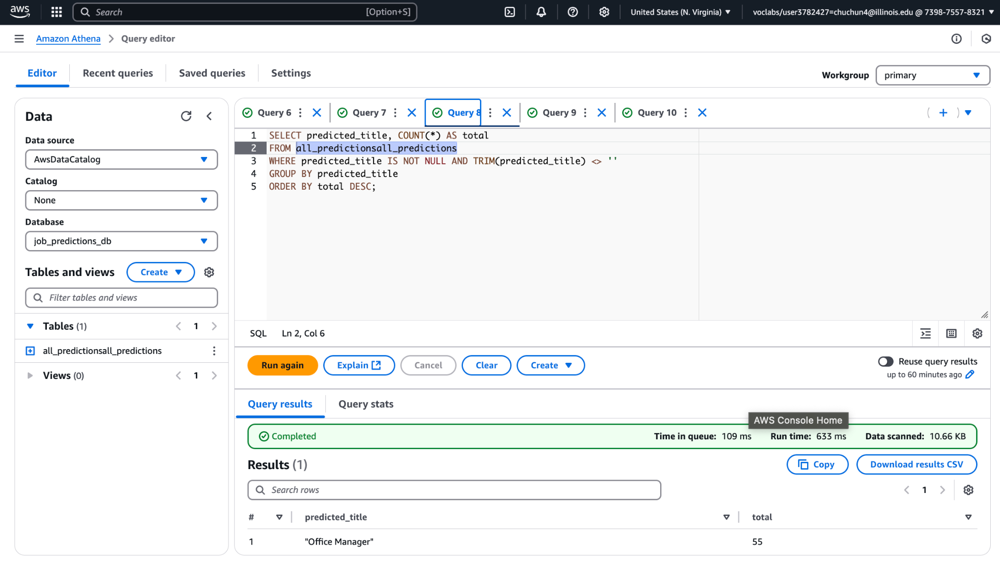 aws
Search [Option+S]
United States (N. Virginia)
voclabs/user3782427=chuchun4@illinois.edu @ 7398-7557-8321
Amazon Athena
Query editor
Editor
Recent queries
Saved queries
Settings
Workgroup
primary
Data
Data source
AwsDataCatalog
Catalog
None
Database
job_predictions_db
Tables and views
Create
Filter tables and views
Tables (1)
1
all_predictionsall_predictions
Views (0)
1
Query 6
Query 7
Query 8
Query 9
Query 10
1 SELECT predicted_title, COUNT(*) AS total
2 FROM all_predictionsall_predictions
3 WHERE predicted_title IS NOT NULL AND TRIM(predicted_title) <> ''
4 GROUP BY predicted_title
5 ORDER BY total DESC;
SQL Ln 2, Col 6
Run again
Explain
Cancel
Clear
Create
Reuse query results
up to 60 minutes ago
Query results
Query stats
AWS Console Home
Completed
Time in queue: 109 ms
Run time: 633 ms
Data scanned: 10.66 KB
Results (1)
Copy
Download results CSV
Search rows
1
# predicted_title total
1 "Office Manager" 55